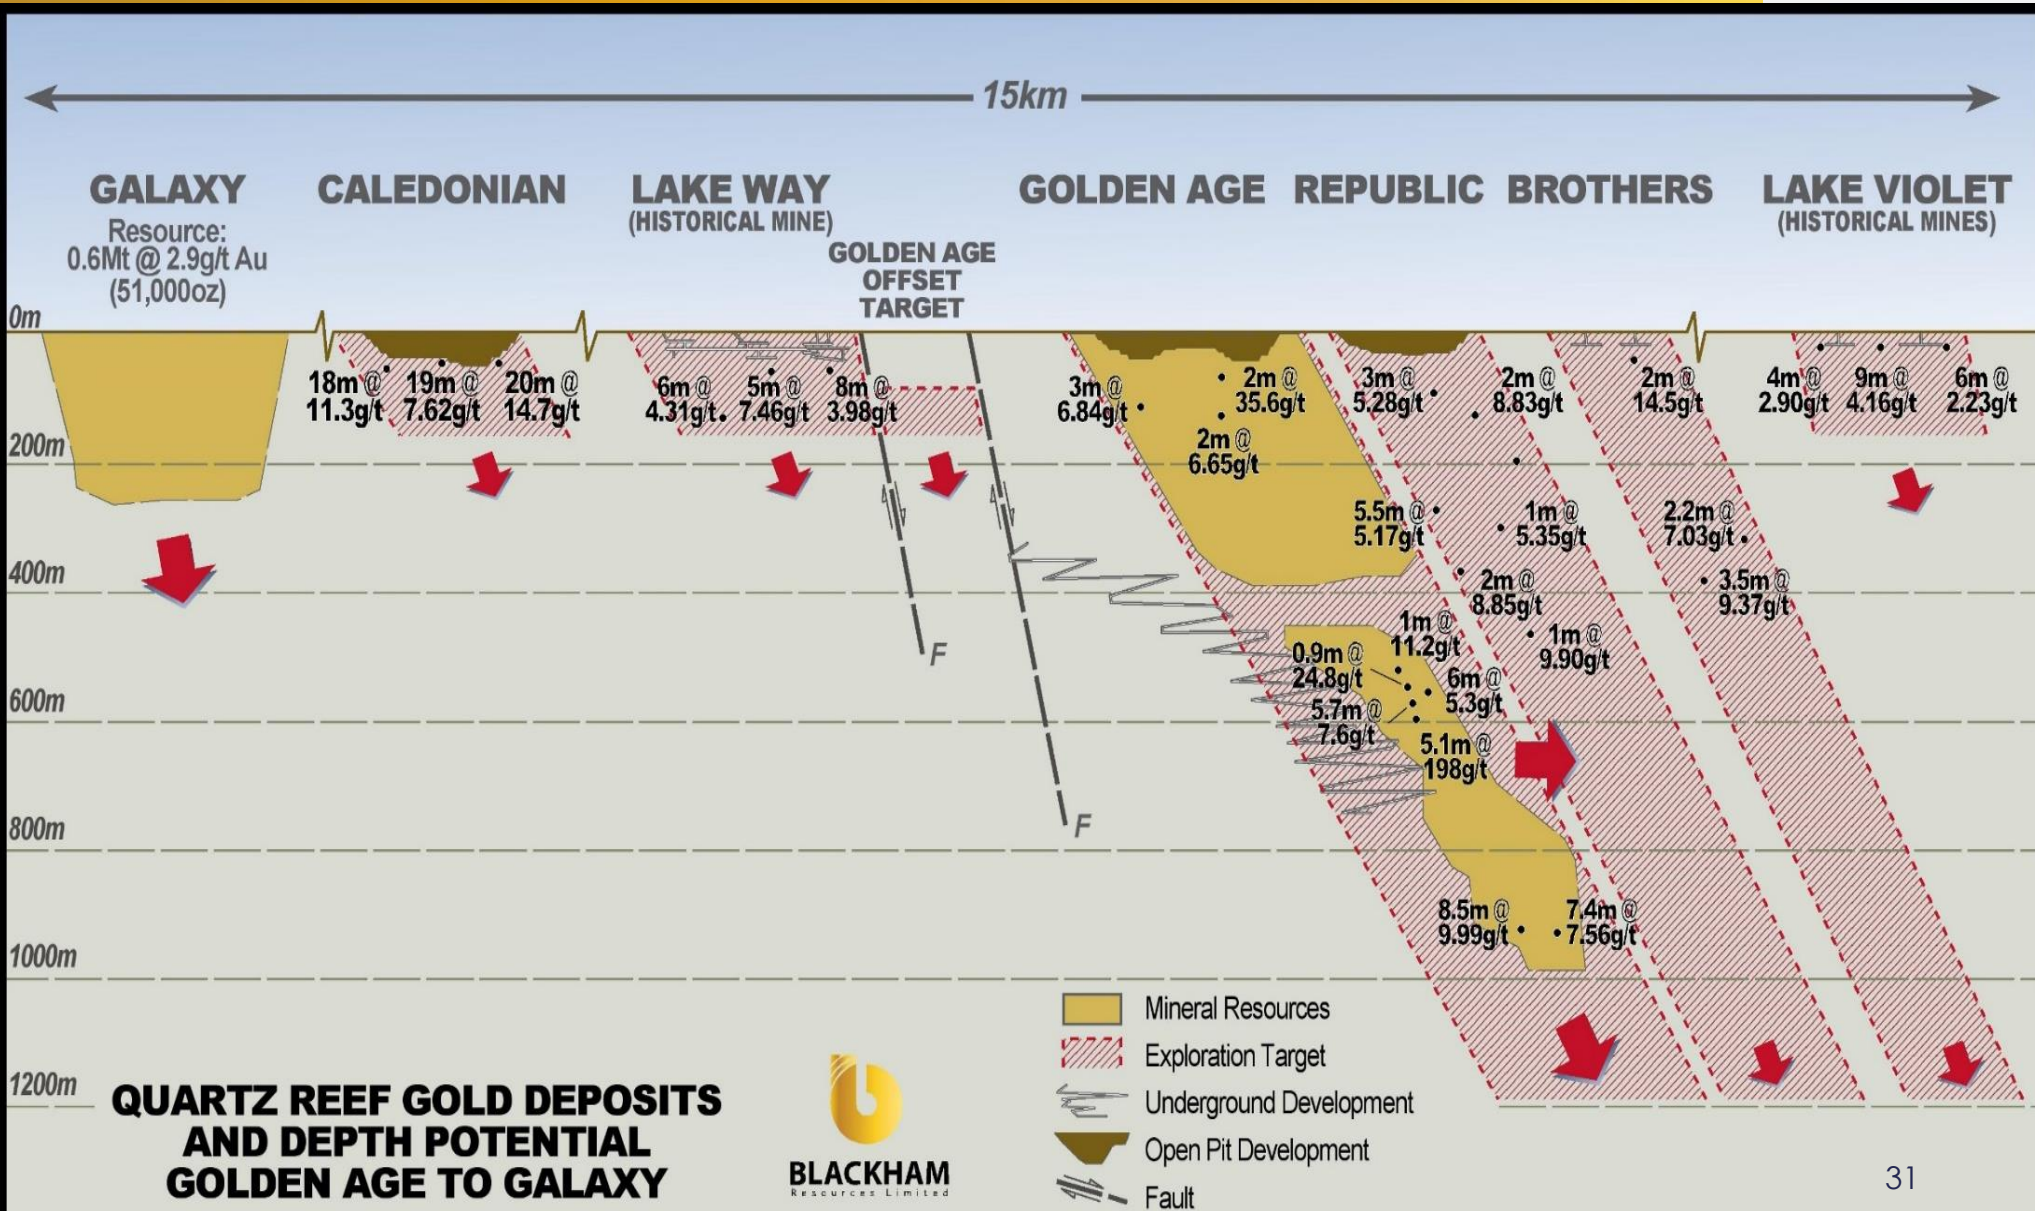 15km
GALAXY
Resource:
0.6Mt @ 2.9g/t Au
(51,000oz)
CALEDONIAN
LAKE WAY
(HISTORICAL MINE)
GOLDEN AGE
OFFSET
TARGET
GOLDEN AGE
REPUBLIC
BROTHERS
LAKE VIOLET
(HISTORICAL MINES)
0m
18m @
11.3g/t
19m @
7.62g/t
20m @
14.7g/t
6m @
4.31g/t
5m @
7.46g/t
8m @
3.98g/t
3m @
6.84g/t
2m @
35.6g/t
2m @
6.65g/t
3m @
5.28g/t
2m @
8.83g/t
2m @
14.5g/t
4m @
2.90g/t
9m @
4.16g/t
6m @
2.23g/t
200m
5.5m @
5.17g/t
1m @
5.35g/t
2.2m @
7.03g/t
400m
2m @
8.85g/t
3.5m @
9.37g/t
1m @
11.2g/t
1m @
9.90g/t
0.9m @
24.8g/t
6m @
5.3g/t
F
600m
5.7m @
7.6g/t
5.1m @
198g/t
800m
F
8.5m @
9.99g/t
7.4m @
7.56g/t
1000m
1200m
Mineral Resources
Exploration Target
Underground Development
Open Pit Development
Fault
QUARTZ REEF GOLD DEPOSITS
AND DEPTH POTENTIAL
GOLDEN AGE TO GALAXY
b
BLACKHAM
Resources Limited
31